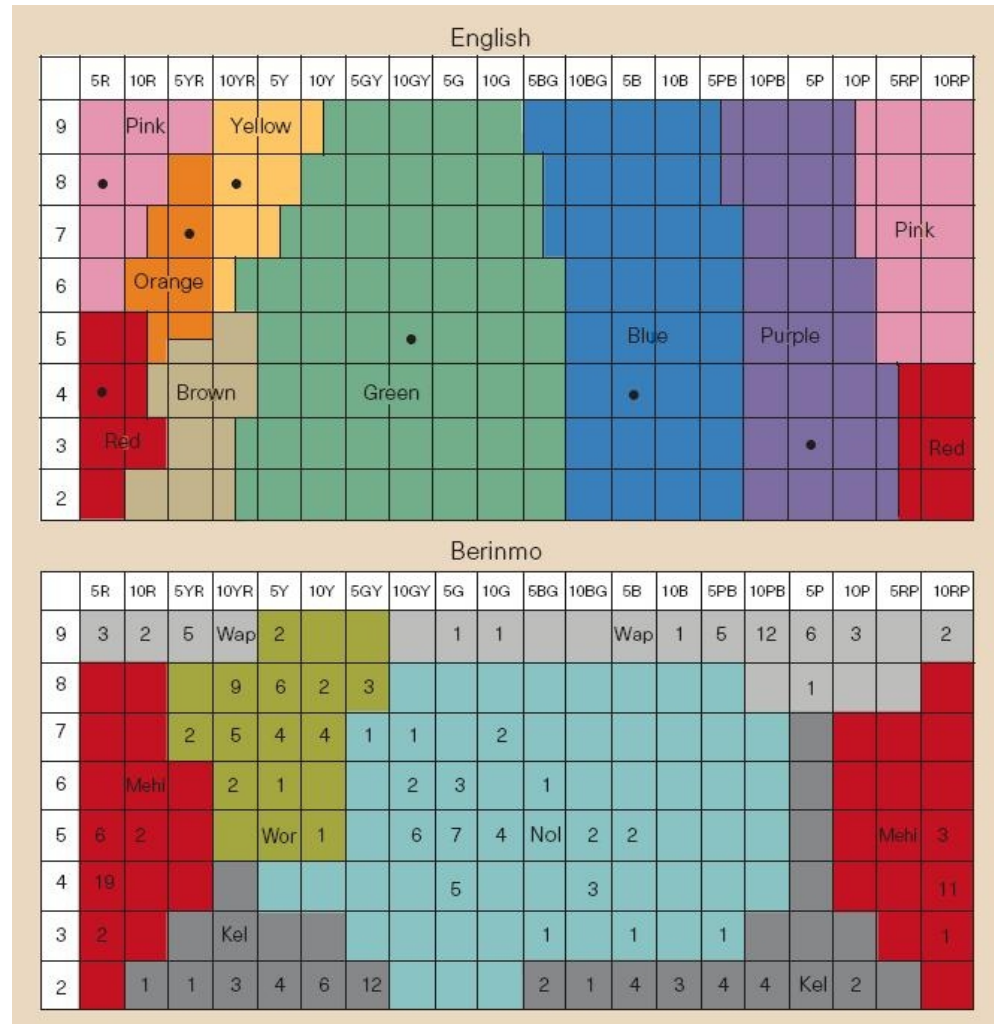 English
5R 10R 5YR 10YR 5Y 10Y 5GY 10GY 5G 10G 5BG 10BG 5B 10B 5PB 10PB 5P 10P 5RP 10RP
9 Pink Yellow
8
7 Pink
6 Orange
5 Blue Purple
4 Brown Green
3 Red Red
2
Berinmo
5R 10R 5YR 10YR 5Y 10Y 5GY 10GY 5G 10G 5BG 10BG 5B 10B 5PB 10PB 5P 10P 5RP 10RP
9 3 2 5 Wap 2 1 1 Wap 1 5 12 6 3 2
8 9 6 2 3 1
7 2 5 4 4 1 1 2
6 Mehi 2 1 2 3 1
5 6 2 Wor 1 6 7 4 Nol 2 2 Mehi 3
4 19 5 3 11
3 2 Kel 1 1 1 1
2 1 1 3 4 6 12 2 1 4 3 4 4 Kel 2